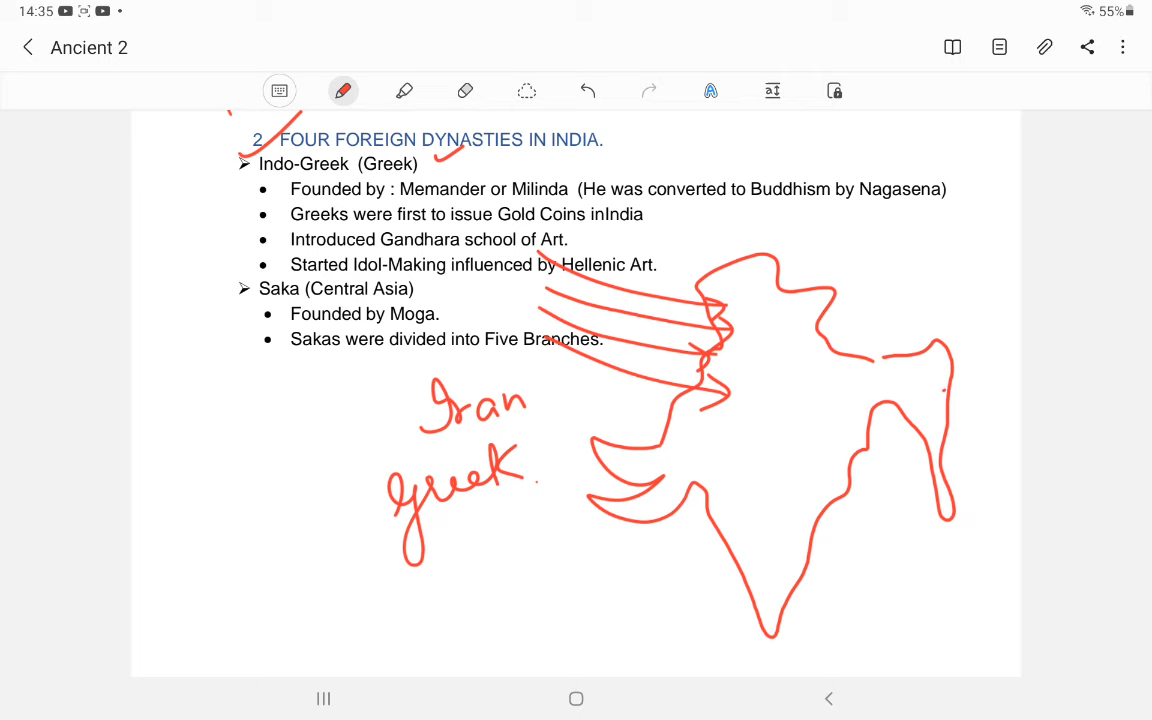 14:35
55%
Ancient 2
2. FOUR FOREIGN DYNASTIES IN INDIA.
➢ Indo-Greek (Greek)
• Founded by : Memander or Milinda (He was converted to Buddhism by Nagasena)
• Greeks were first to issue Gold Coins inIndia
• Introduced Gandhara school of Art.
• Started Idol-Making influenced by Hellenic Art.
➢ Saka (Central Asia)
• Founded by Moga.
• Sakas were divided into Five Branches.
Iran
Greek.